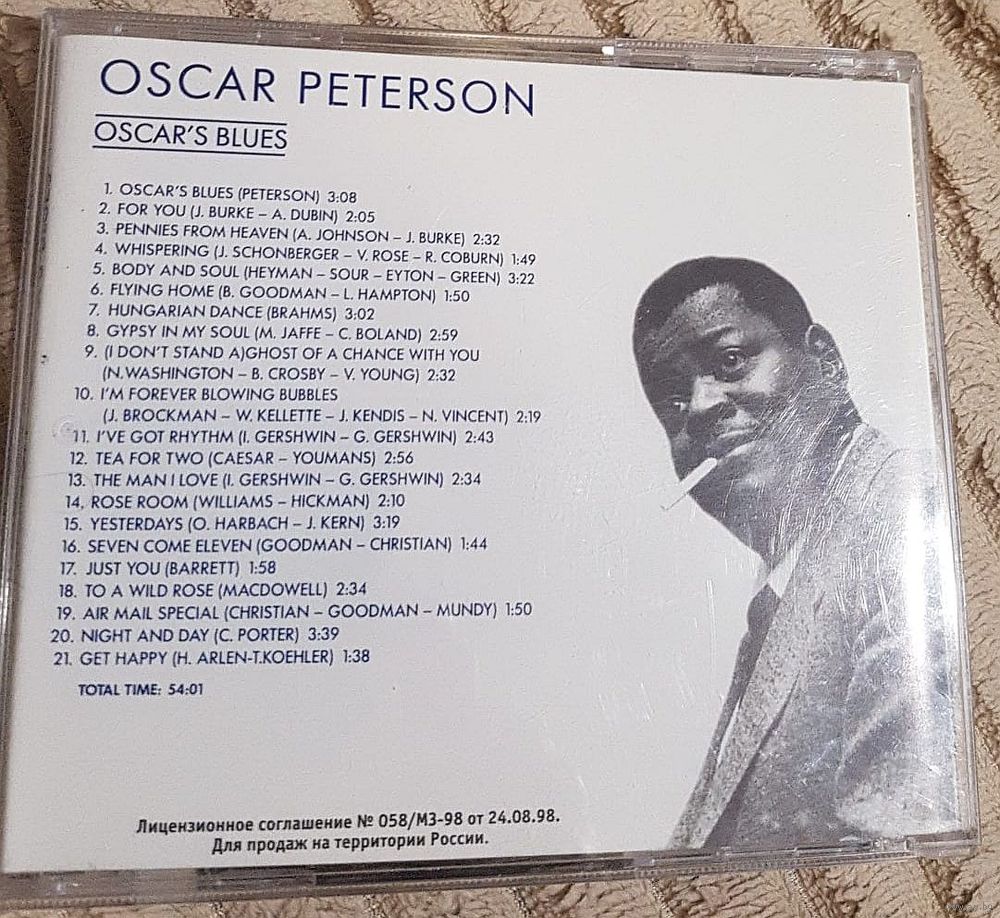 OSCAR PETERSON
OSCAR'S BLUES
1. OSCAR'S BLUES (PETERSON) 3:08
2. FOR YOU (J. BURKE – A. DUBIN) 2:05
3. PENNIES FROM HEAVEN (A. JOHNSON – J. BURKE) 2:32
4. WHISPERING (J. SCHONBERGER – V. ROSE – R. COBURN) 1:49
5. BODY AND SOUL (HEYMAN – SOUR – EYTON – GREEN) 3:22
6. FLYING HOME (B. GOODMAN – L. HAMPTON) 1:50
7. HUNGARIAN DANCE (BRAHMS) 3:02
8. GYPSY IN MY SOUL (M. JAFFE – C. BOLAND) 2:59
9. (I DON'T STAND A)GHOST OF A CHANCE WITH YOU
(N.WASHINGTON – B. CROSBY – V. YOUNG) 2:32
10. I'M FOREVER BLOWING BUBBLES
(J. BROCKMAN – W. KELLETTE – J. KENDIS – N. VINCENT) 2:19
11. I'VE GOT RHYTHM (I. GERSHWIN – G. GERSHWIN) 2:43
12. TEA FOR TWO (CAESAR – YOUMANS) 2:56
13. THE MAN I LOVE (I. GERSHWIN – G. GERSHWIN) 2:34
14. ROSE ROOM (WILLIAMS – HICKMAN) 2:10
15. YESTERDAYS (O. HARBACH – J. KERN) 3:19
16. SEVEN COME ELEVEN (GOODMAN – CHRISTIAN) 1:44
17. JUST YOU (BARRETT) 1:58
18. TO A WILD ROSE (MACDOWELL) 2:34
19. AIR MAIL SPECIAL (CHRISTIAN – GOODMAN – MUNDY) 1:50
20. NIGHT AND DAY (C. PORTER) 3:39
21. GET HAPPY (H. ARLEN-T.KOEHLER) 1:38
TOTAL TIME: 54:01
Лицензионное соглашение № 058/МЗ-98 от 24.08.98.
Для продаж на территории России.